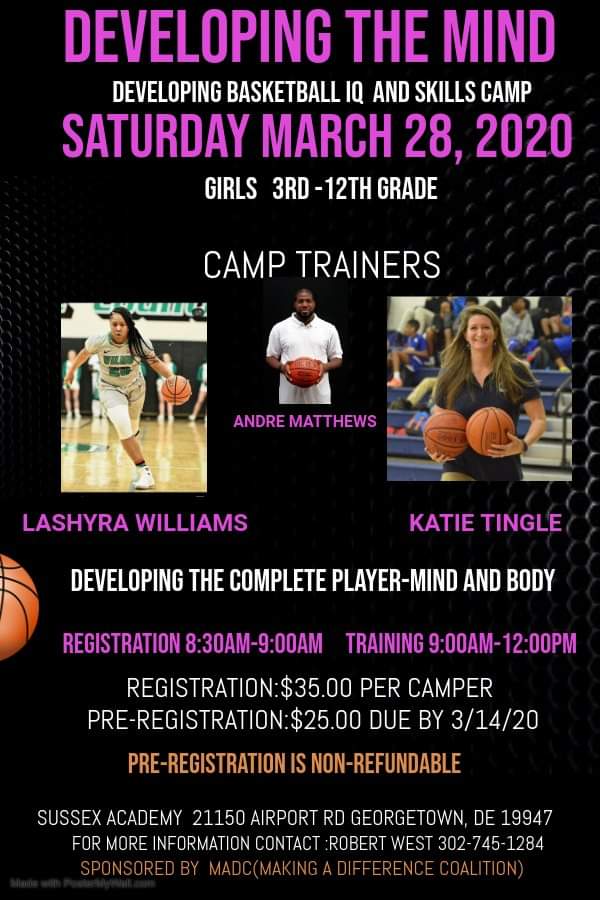 DEVELOPING THE MIND
DEVELOPING BASKETBALL IQ AND SKILLS CAMP
SATURDAY MARCH 28, 2020
GIRLS 3RD -12TH GRADE
CAMP TRAINERS
ANDRE MATTHEWS
LASHYRA WILLIAMS
KATIE TINGLE
DEVELOPING THE COMPLETE PLAYER-MIND AND BODY
REGISTRATION 8:30AM-9:00AM TRAINING 9:00AM-12:00PM
REGISTRATION:$35.00 PER CAMPER
PRE-REGISTRATION:$25.00 DUE BY 3/14/20
PRE-REGISTRATION IS NON-REFUNDABLE
SUSSEX ACADEMY 21150 AIRPORT RD GEORGETOWN, DE 19947
FOR MORE INFORMATION CONTACT :ROBERT WEST 302-745-1284
SPONSORED BY MADC(MAKING A DIFFERENCE COALITION)
Made with PosterMyWall.com